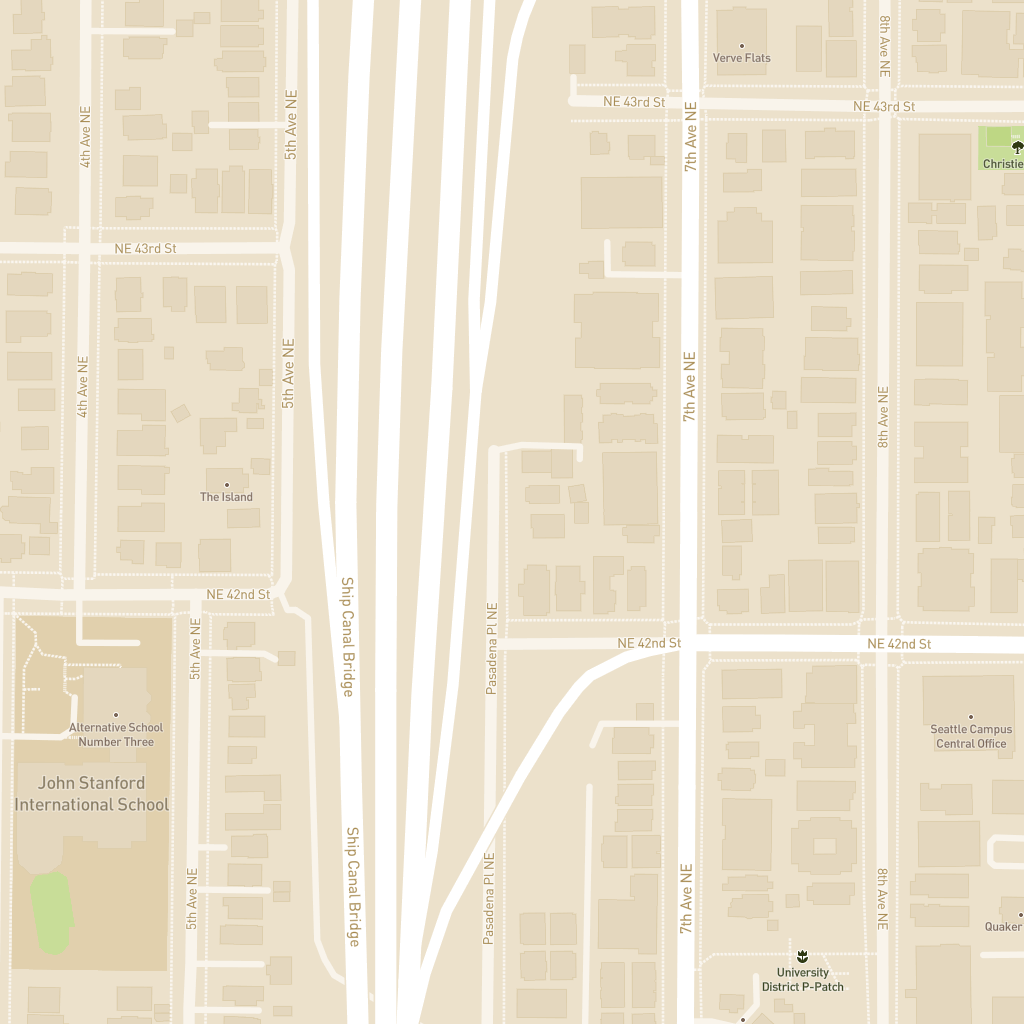 8th Ave NE
Verve Flats
NE 43rd St
NE 43rd St
4th Ave NE
5th Ave NE
7th Ave NE
Christie
NE 43rd St
4th Ave NE
5th Ave NE
7th Ave NE
8th Ave NE
The Island
NE 42nd St
Ship Canal Bridge
5th Ave NE
Pasadena Pl NE
NE 42nd St
NE 42nd St
Alternative School
Number Three
Seattle Campus
Central Office
John Stanford
International School
Ship Canal Bridge
5th Ave NE
Pasadena Pl NE
7th Ave NE
8th Ave NE
Quaker
University
District P-Patch